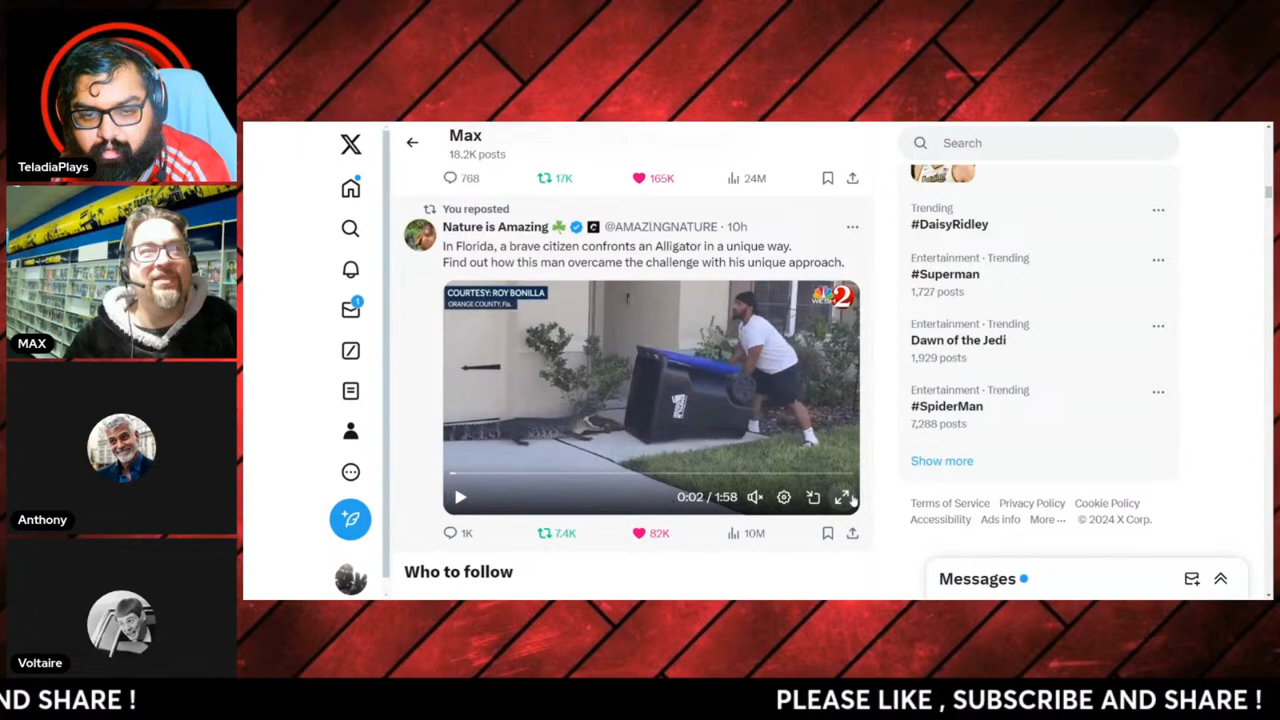 TeladiaPlays
MAX
Anthony
Voltaire
Max
18.2K posts
768
17K
165K
24M
You reposted
Nature is Amazing ☘️ @AMAZINGNATURE · 10h
In Florida, a brave citizen confronts an Alligator in a unique way.
Find out how this man overcame the challenge with his unique approach.
COURTESY: ROY BONILLA
ORANGE COUNTY, Fla.
WESH 2
0:02 / 1:58
1K
7.4K
82K
10M
Who to follow
1
Search
Trending
#DaisyRidley
Entertainment · Trending
#Superman
1,727 posts
Entertainment · Trending
Dawn of the Jedi
1,929 posts
Entertainment · Trending
#SpiderMan
7,288 posts
Show more
Terms of Service Privacy Policy Cookie Policy
Accessibility Ads info More ··· © 2024 X Corp.
Messages
ND SHARE !
PLEASE LIKE , SUBSCRIBE AND SHARE !